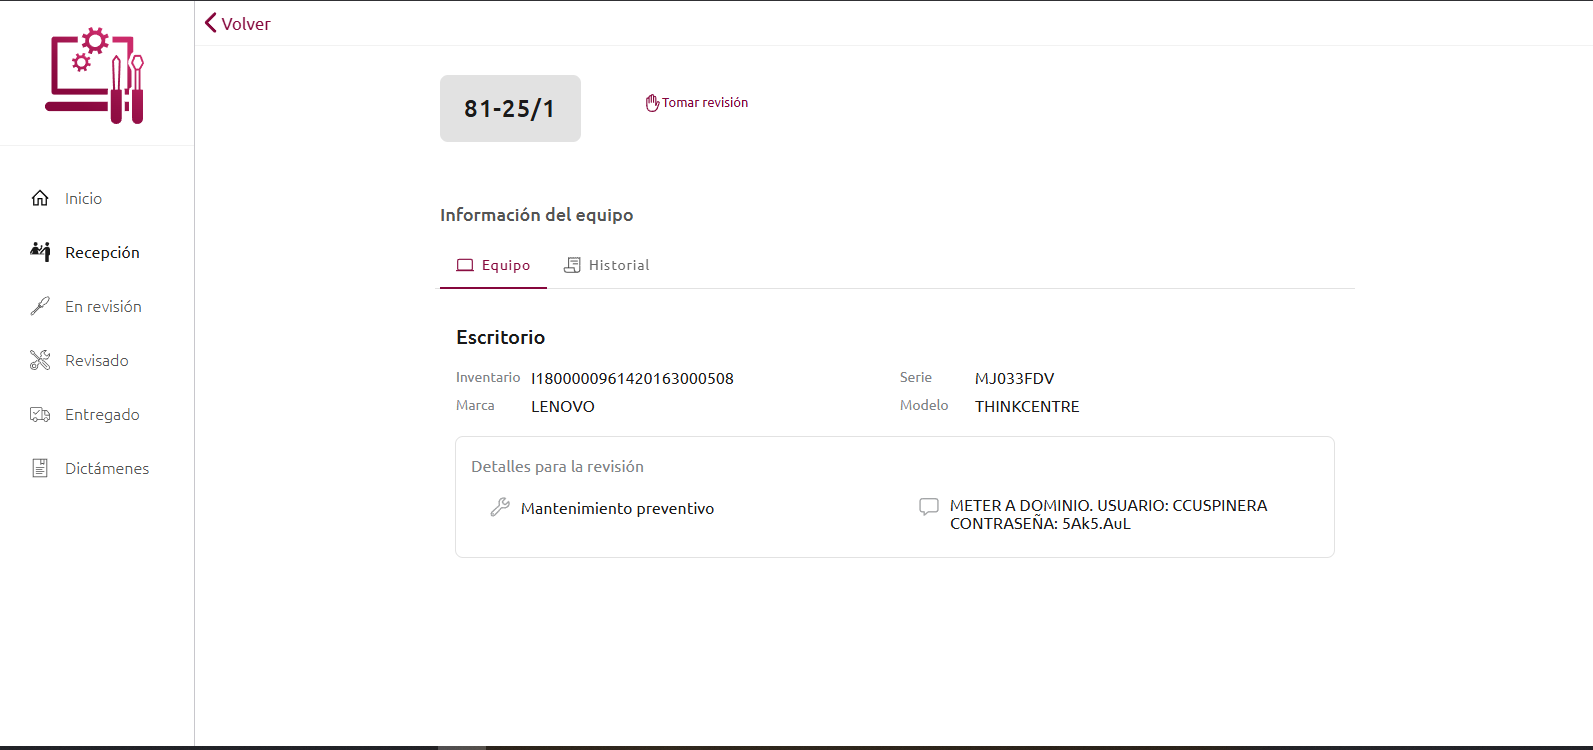 Volver
81-25/1
Tomar revisión
Inicio
Recepción
En revisión
Revisado
Entregado
Dictámenes
Información del equipo
Equipo Historial
Escritorio
Inventario I1800000961420163000508 Serie MJ033FDV
Marca LENOVO Modelo THINKCENTRE
Detalles para la revisión
Mantenimiento preventivo
METER A DOMINIO. USUARIO: CCUSPINERA
CONTRASEÑA: 5Ak5.AuL